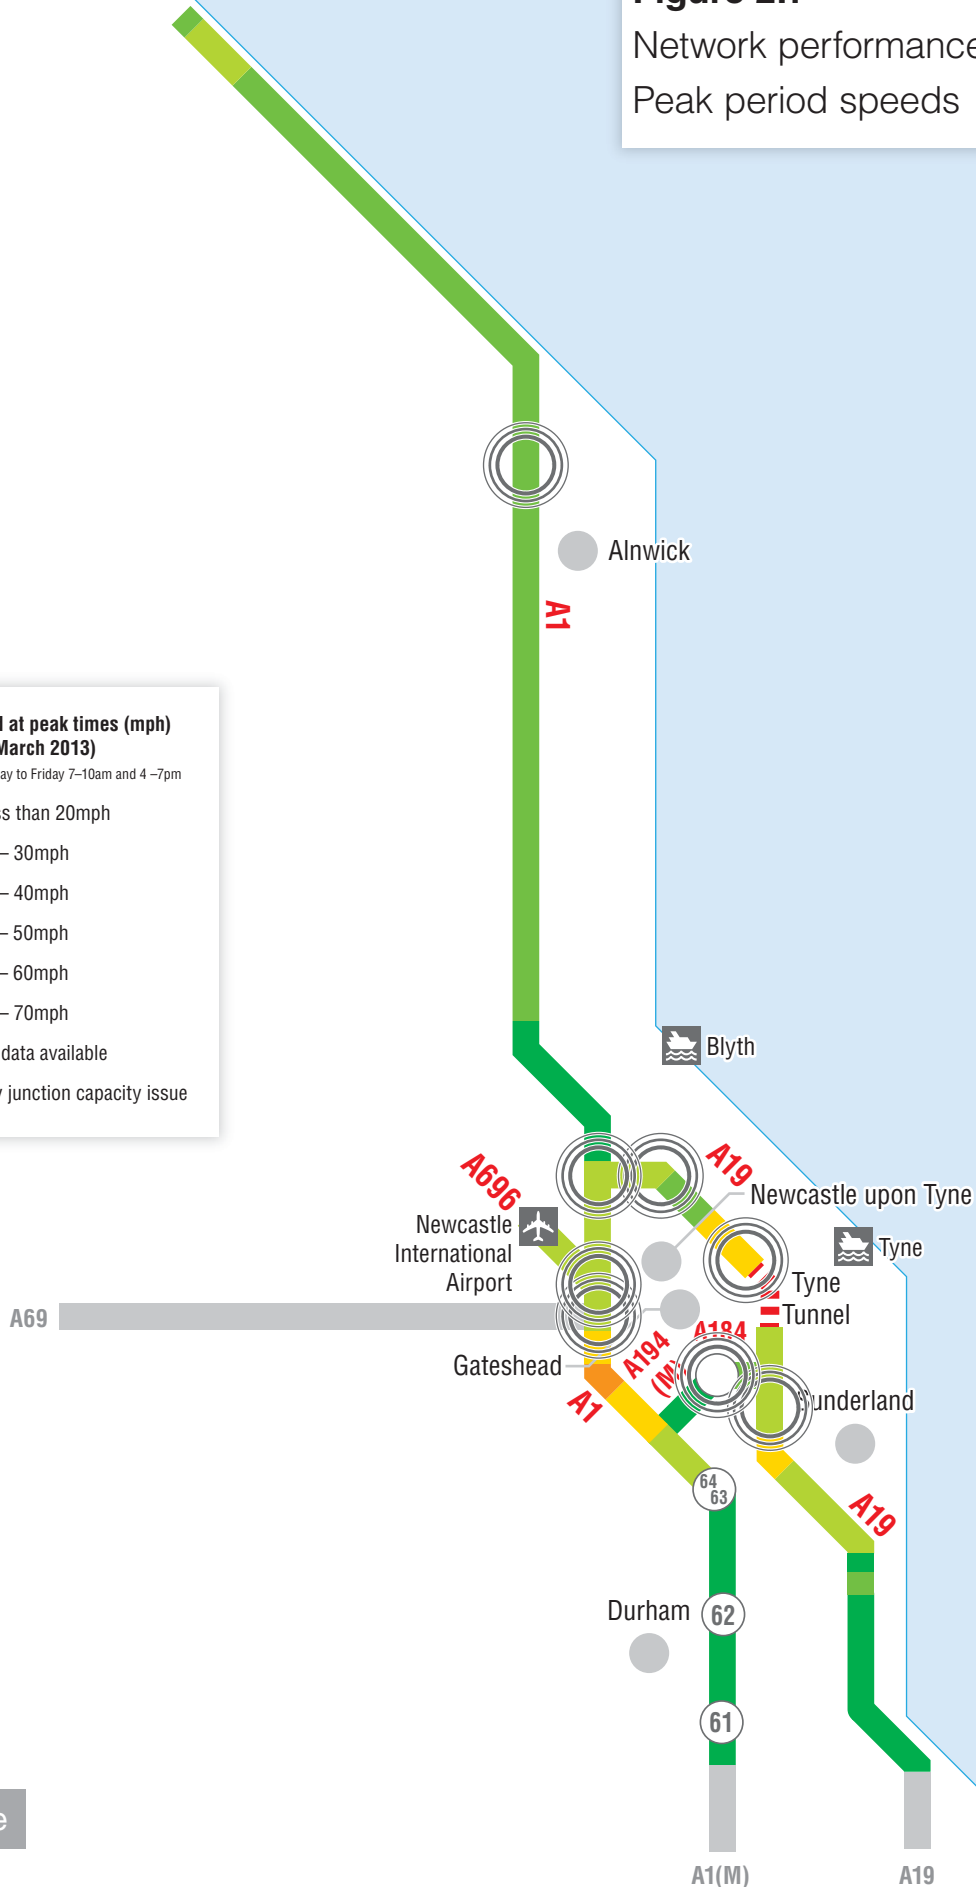 Network performance
Peak period speeds
Alnwick
A1
at peak times (mph)
March 2013)
to Friday 7–10am and 4 –7pm
than 20mph
– 30mph
– 40mph
– 50mph
– 60mph
– 70mph
data available
junction capacity issue
Blyth
A19
A696
Newcastle upon Tyne
Newcastle
International
Airport
Tyne
Tyne
Tunnel
A69
A184
A194
(M)
Gateshead
A1
Sunderland
64
63
A19
Durham
62
61
A1(M)
A19